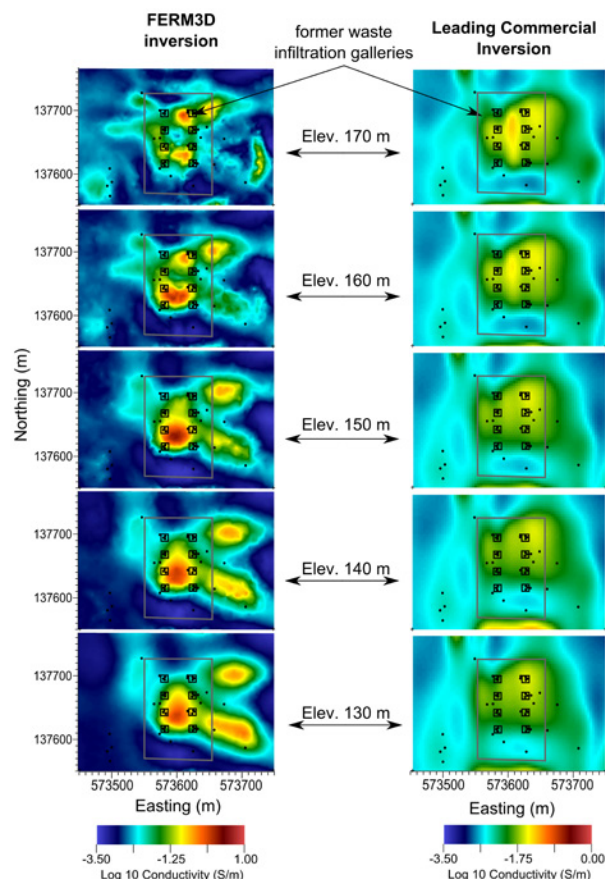 FERM3D
inversion
former waste
infiltration galleries
Leading Commercial
Inversion
137700
137600
Elev. 170 m
137700
137600
Elev. 160 m
Northing (m)
137700
137600
Elev. 150 m
137700
137600
Elev. 140 m
137700
137600
Elev. 130 m
573500 573600 573700
573500 573600 573700
Easting (m)
Easting (m)
-3.50 -1.25 1.00
-3.50 -1.75 0.00
Log 10 Conductivity (S/m)
Log 10 Conductivity (S/m)